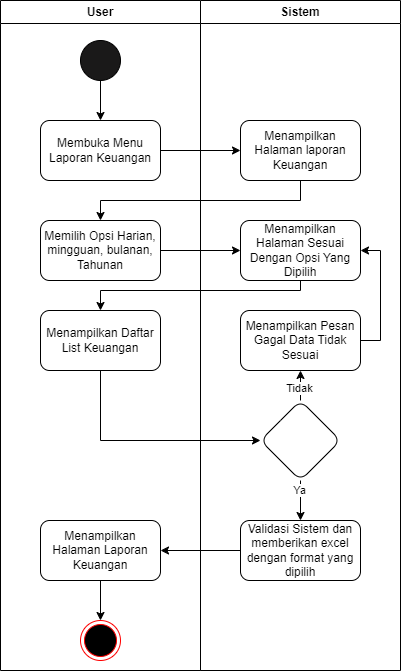 User
Sistem
Membuka Menu
Laporan Keuangan
Menampilkan
Halaman laporan
Keuangan
Memilih Opsi Harian,
mingguan, bulanan,
Tahunan
Menampilkan
Halaman Sesuai
Dengan Opsi Yang
Dipilih
Menampilkan Daftar
List Keuangan
Menampilkan Pesan
Gagal Data Tidak
Sesuai
Tidak
Ya
Menampilkan
Halaman Laporan
Keuangan
Validasi Sistem dan
memberikan excel
dengan format yang
dipilih